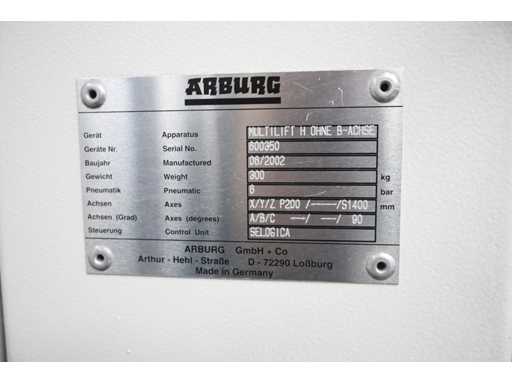 ARBURG
Gerät Apparatus MULTILIFT H OHNE B-ACHSE
Geräte Nr. Serial No. 600350
Baujahr Manufactured 08/2002
Gewicht Weight 300 kg
Pneumatik Pneumatic 6 bar
Achsen Axes X/Y/Z P200 /-----/S1400 mm
Achsen (Grad) Axes (degrees) A/B/C ---/ ---/ 90
Steuerung Control Unit SELOGICA
ARBURG GmbH + Co
Arthur - Hehl - Straße D - 72290 Loßburg
Made in Germany